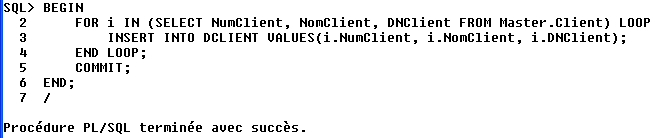 SQL> BEGIN
  2      FOR i IN (SELECT NumClient, NomClient, DNClient FROM Master.Client) LOOP
  3          INSERT INTO DCLIENT VALUES(i.NumClient, i.NomClient, i.DNClient);
  4      END LOOP;
  5      COMMIT;
  6  END;
  7  /
Procédure PL/SQL terminée avec succès.